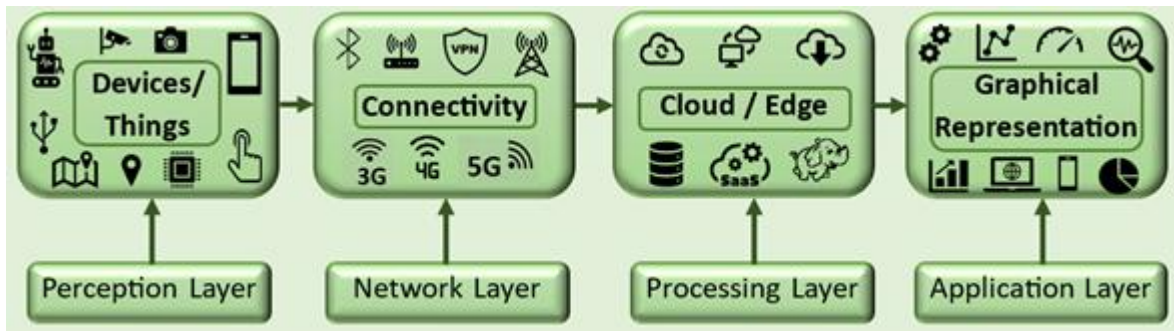 Devices/
Things
VPN
Connectivity
3G
4G
5G
Cloud / Edge
SaaS
Graphical
Representation
Perception Layer
Network Layer
Processing Layer
Application Layer